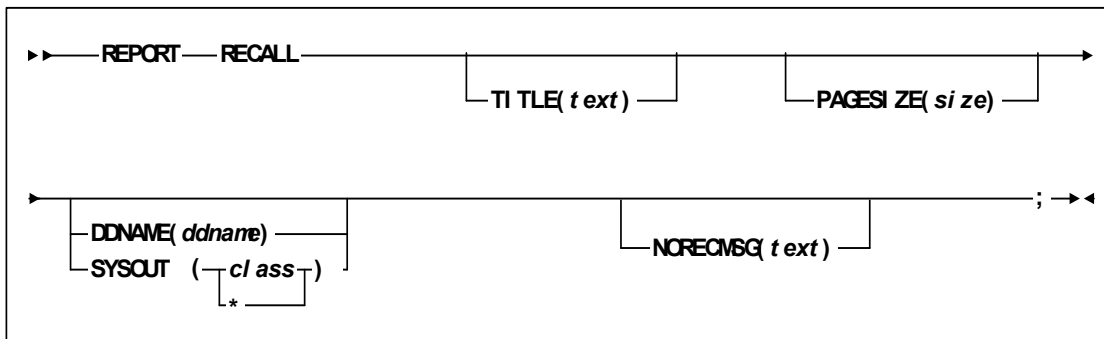 REPORT RECALL
TITLE(text) PAGESIZE(size)
;
DDNAME(ddname)
NORECMSG(text)
SYSOUT (class)
*